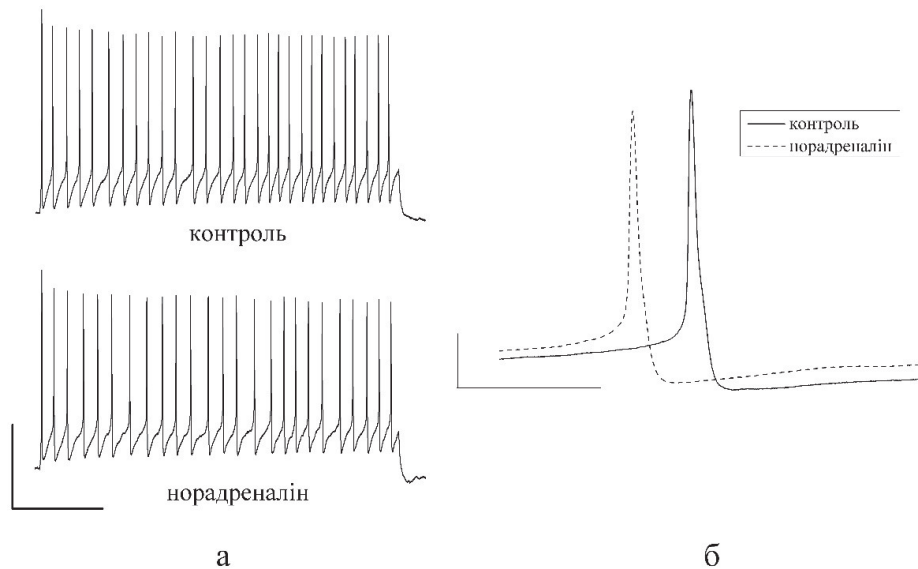 контроль
норадреналін
а
контроль
норадреналін
б